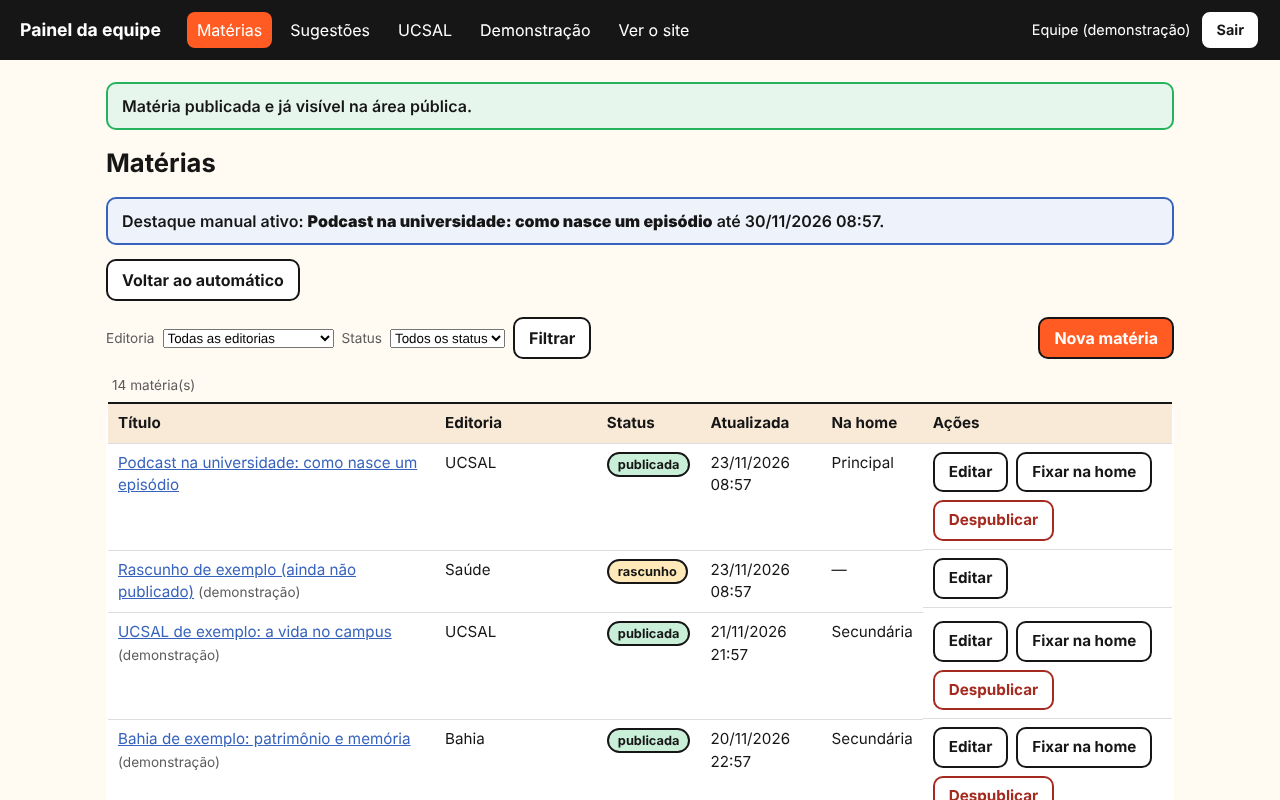 Painel da equipe Matérias Sugestões UCSAL Demonstração Ver o site Equipe (demonstração) Sair
Matéria publicada e já visível na área pública.
Matérias
Destaque manual ativo: Podcast na universidade: como nasce um episódio até 30/11/2026 08:57.
Voltar ao automático
Editoria Todas as editorias Status Todos os status Filtrar Nova matéria
14 matéria(s)
Título Editoria Status Atualizada Na home Ações
Podcast na universidade: como nasce um episódio UCSAL publicada 23/11/2026 08:57 Principal Editar Fixar na home
Despublicar
Rascunho de exemplo (ainda não publicado) (demonstração) Saúde rascunho 23/11/2026 08:57 — Editar
UCSAL de exemplo: a vida no campus (demonstração) UCSAL publicada 21/11/2026 21:57 Secundária Editar Fixar na home
Despublicar
Bahia de exemplo: patrimônio e memória (demonstração) Bahia publicada 20/11/2026 22:57 Secundária Editar Fixar na home
Despublicar